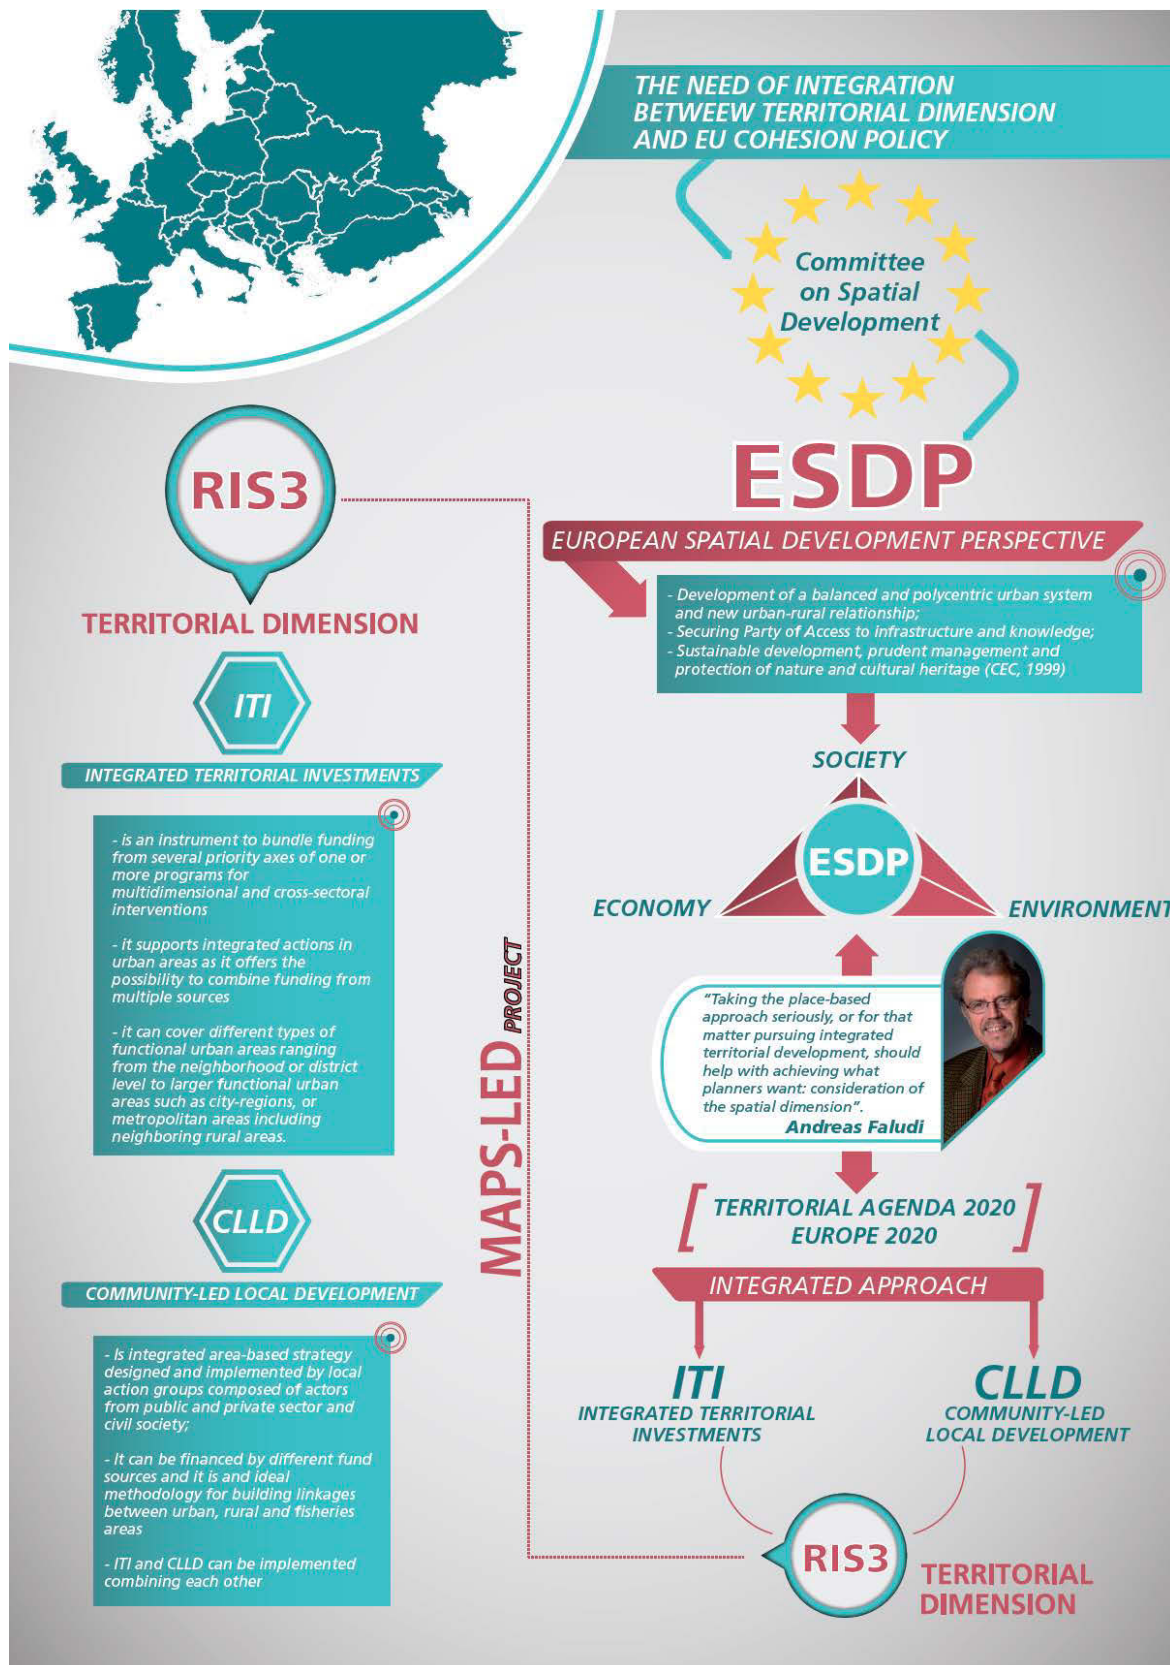 THE NEED OF INTEGRATION
BETWEEW TERRITORIAL DIMENSION
AND EU COHESION POLICY
Committee
on Spatial
Development
ESDP
EUROPEAN SPATIAL DEVELOPMENT PERSPECTIVE
- Development of a balanced and polycentric urban system
and new urban-rural relationship;
- Securing Party of Access to infrastructure and knowledge;
- Sustainable development, prudent management and
protection of nature and cultural heritage (CEC, 1999)
SOCIETY
ESDP
ECONOMY
ENVIRONMENT
"Taking the place-based
approach seriously, or for that
matter pursuing integrated
territorial development, should
help with achieving what
planners want: consideration of
the spatial dimension".
Andreas Faludi
[ TERRITORIAL AGENDA 2020
EUROPE 2020 ]
INTEGRATED APPROACH
ITI
INTEGRATED TERRITORIAL
INVESTMENTS
CLLD
COMMUNITY-LED
LOCAL DEVELOPMENT
RIS3
TERRITORIAL
DIMENSION
MAPS-LED PROJECT
RIS3
TERRITORIAL DIMENSION
ITI
INTEGRATED TERRITORIAL INVESTMENTS
- is an instrument to bundle funding
from several priority axes of one or
more programs for
multidimensional and cross-sectoral
interventions
- it supports integrated actions in
urban areas as it offers the
possibility to combine funding from
multiple sources
- it can cover different types of
functional urban areas ranging
from the neighborhood or district
level to larger functional urban
areas such as city-regions, or
metropolitan areas including
neighboring rural areas.
CLLD
COMMUNITY-LED LOCAL DEVELOPMENT
- Is integrated area-based strategy
designed and implemented by local
action groups composed of actors
from public and private sector and
civil society;
- It can be financed by different fund
sources and it is and ideal
methodology for building linkages
between urban, rural and fisheries
areas
- ITI and CLLD can be implemented
combining each other